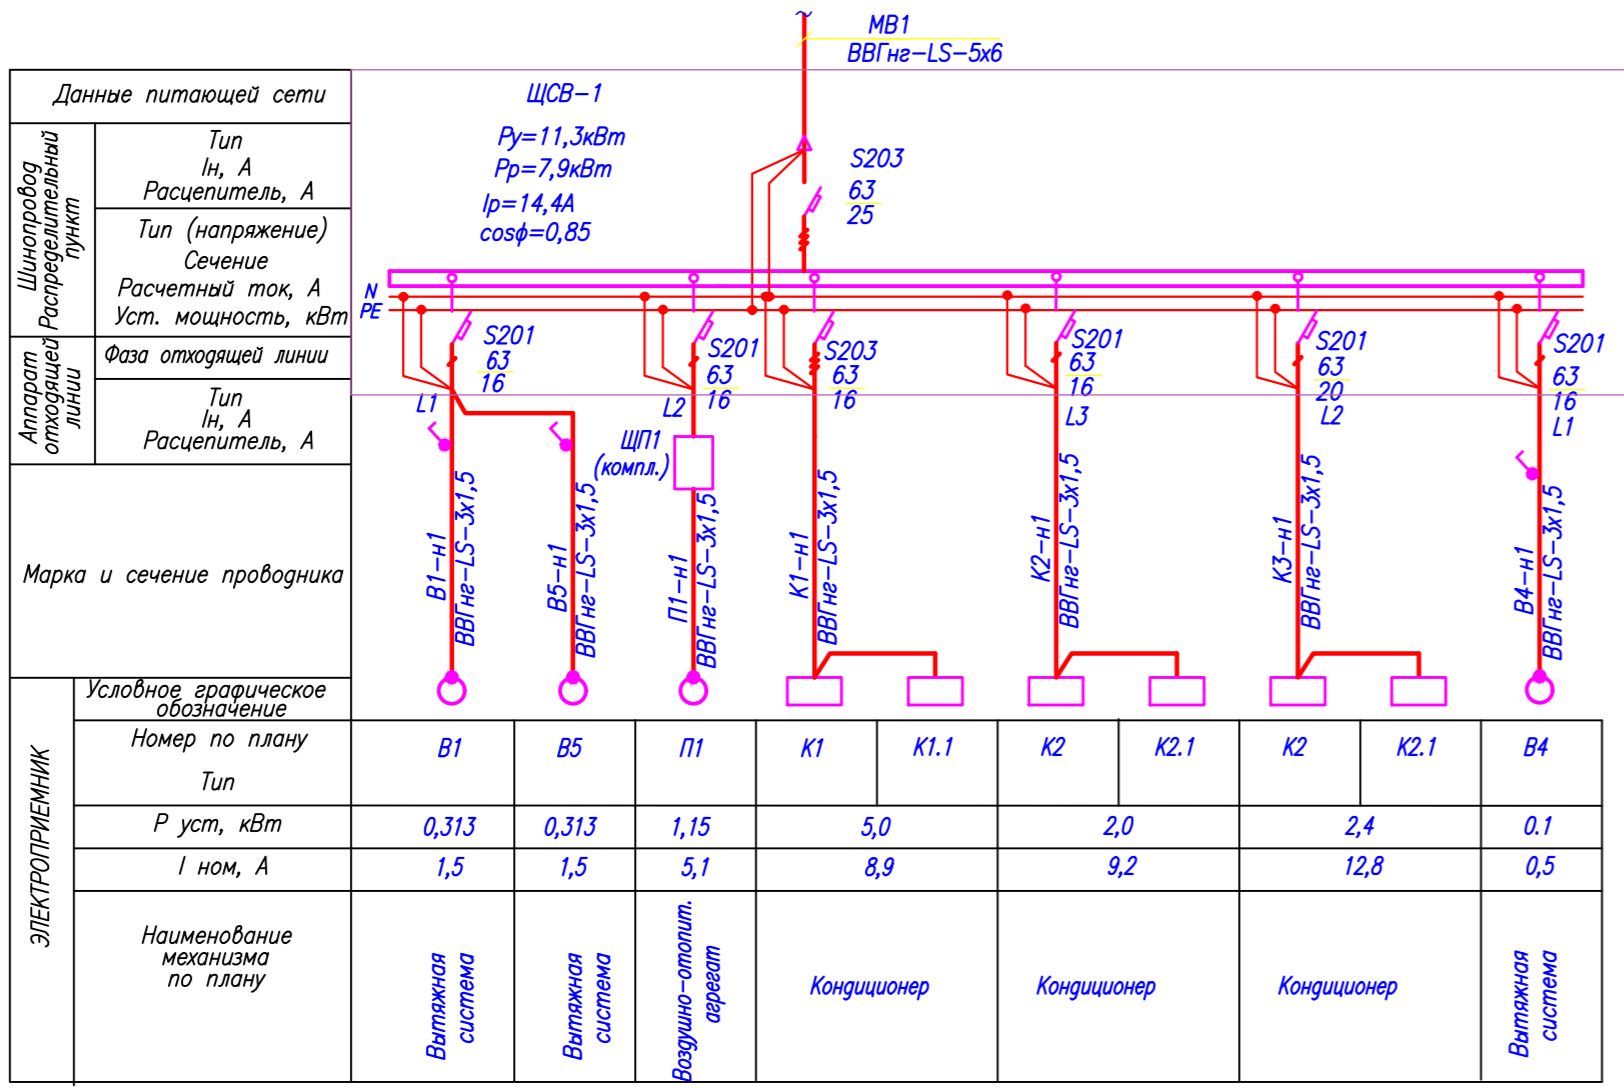 МВ1
ВВГнг-LS-5х6
Данные питающей сети
ЩСВ-1
Ру=11,3кВт
Рр=7,9кВт
Iр=14,4А
cosф=0,85
S203
63
25
Шинопровод
Распределительный
пункт
Тип
Iн, А
Расцепитель, А
Тип (напряжение)
Сечение
Расчетный ток, А
Уст. мощность, кВт
N
PE
Аппарат
отходящей
линии
Фаза отходящей линии
Тип
Iн, А
Расцепитель, А
S201
63
16
L1
S201
63
16
L2
S203
63
16
S201
63
16
L3
S201
63
20
L2
S201
63
16
L1
ЩП1
(компл.)
Марка и сечение проводника
В1-н1
ВВГнг-LS-3х1,5
В5-н1
ВВГнг-LS-3х1,5
П1-н1
ВВГнг-LS-3х1,5
К1-н1
ВВГнг-LS-3х1,5
К2-н1
ВВГнг-LS-3х1,5
К3-н1
ВВГнг-LS-3х1,5
В4-н1
ВВГнг-LS-3х1,5
ЭЛЕКТРОПРИЕМНИК
Условное графическое
обозначение
Номер по плану
Тип
В1 В5 П1 К1 К1.1 К2 К2.1 К2 К2.1 В4
Р уст, кВт 0,313 0,313 1,15 5,0 2,0 2,4 0.1
I ном, А 1,5 1,5 5,1 8,9 9,2 12,8 0,5
Наименование
механизма
по плану
Вытяжная
система
Вытяжная
система
Воздушно-отопит.
агрегат
Кондиционер
Кондиционер
Кондиционер
Вытяжная
система